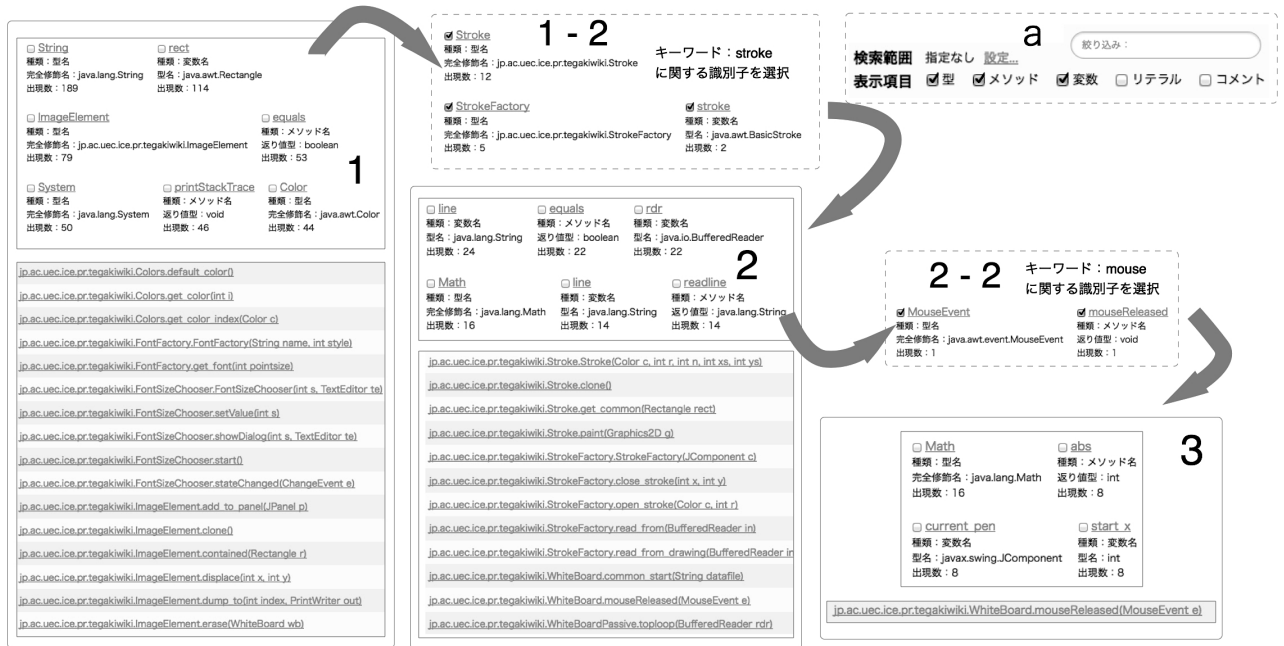 String
種類：型名
完全修飾名：java.lang.String
出現数：189
rect
種類：変数名
型名：java.awt.Rectangle
出現数：114
ImageElement
種類：型名
完全修飾名：jp.ac.uec.ice.pr.tegakiwiki.ImageElement
出現数：79
equals
種類：メソッド名
返り値型：boolean
出現数：53
1
System
種類：型名
完全修飾名：java.lang.System
出現数：50
printStackTrace
種類：メソッド名
返り値型：void
出現数：46
Color
種類：型名
完全修飾名：java.awt.Color
出現数：44
jp.ac.uec.ice.pr.tegakiwiki.Colors.default_color()
jp.ac.uec.ice.pr.tegakiwiki.Colors.get_color(int i)
jp.ac.uec.ice.pr.tegakiwiki.Colors.get_color_index(Color c)
jp.ac.uec.ice.pr.tegakiwiki.FontFactory.FontFactory(String name, int style)
jp.ac.uec.ice.pr.tegakiwiki.FontFactory.get_font(int pointsize)
jp.ac.uec.ice.pr.tegakiwiki.FontSizeChooser.FontSizeChooser(int s, TextEditor te)
jp.ac.uec.ice.pr.tegakiwiki.FontSizeChooser.setValue(int s)
jp.ac.uec.ice.pr.tegakiwiki.FontSizeChooser.showDialog(int s, TextEditor te)
jp.ac.uec.ice.pr.tegakiwiki.FontSizeChooser.start()
jp.ac.uec.ice.pr.tegakiwiki.FontSizeChooser.stateChanged(ChangeEvent e)
jp.ac.uec.ice.pr.tegakiwiki.ImageElement.add_to_panel(JPanel p)
jp.ac.uec.ice.pr.tegakiwiki.ImageElement.clone()
jp.ac.uec.ice.pr.tegakiwiki.ImageElement.contained(Rectangle r)
jp.ac.uec.ice.pr.tegakiwiki.ImageElement.displace(int x, int y)
jp.ac.uec.ice.pr.tegakiwiki.ImageElement.dump_to(int index, PrintWriter out)
jp.ac.uec.ice.pr.tegakiwiki.ImageElement.erase(WhiteBoard wb)
1 - 2
Stroke
種類：型名
完全修飾名：jp.ac.uec.ice.pr.tegakiwiki.Stroke
出現数：12
キーワード：stroke
に関する識別子を選択
StrokeFactory
種類：型名
完全修飾名：jp.ac.uec.ice.pr.tegakiwiki.StrokeFactory
出現数：5
stroke
種類：変数名
型名：java.awt.BasicStroke
出現数：2
a
絞り込み：
検索範囲 指定なし 設定...
表示項目 型 メソッド 変数 リテラル コメント
line
種類：変数名
型名：java.lang.String
出現数：24
equals
種類：メソッド名
返り値型：boolean
出現数：22
rdr
種類：変数名
型名：java.io.BufferedReader
出現数：22
2
Math
種類：型名
完全修飾名：java.lang.Math
出現数：16
line
種類：変数名
型名：java.lang.String
出現数：14
readline
種類：メソッド名
返り値型：java.lang.String
出現数：14
jp.ac.uec.ice.pr.tegakiwiki.Stroke.Stroke(Color c, int r, int n, int xs, int ys)
jp.ac.uec.ice.pr.tegakiwiki.Stroke.clone()
jp.ac.uec.ice.pr.tegakiwiki.Stroke.get_common(Rectangle rect)
jp.ac.uec.ice.pr.tegakiwiki.Stroke.paint(Graphics2D g)
jp.ac.uec.ice.pr.tegakiwiki.StrokeFactory.StrokeFactory(JComponent c)
jp.ac.uec.ice.pr.tegakiwiki.StrokeFactory.close_stroke(int x, int y)
jp.ac.uec.ice.pr.tegakiwiki.StrokeFactory.open_stroke(Color c, int r)
jp.ac.uec.ice.pr.tegakiwiki.StrokeFactory.read_from(BufferedReader in)
jp.ac.uec.ice.pr.tegakiwiki.StrokeFactory.read_from_drawing(BufferedReader in
jp.ac.uec.ice.pr.tegakiwiki.WhiteBoard.common_start(String datafile)
jp.ac.uec.ice.pr.tegakiwiki.WhiteBoard.mouseReleased(MouseEvent e)
jp.ac.uec.ice.pr.tegakiwiki.WhiteBoardPassive.toploop(BufferedReader rdr)
2 - 2
キーワード：mouse
に関する識別子を選択
MouseEvent
種類：型名
完全修飾名：java.awt.event.MouseEvent
出現数：1
mouseReleased
種類：メソッド名
返り値型：void
出現数：1
3
Math
種類：型名
完全修飾名：java.lang.Math
出現数：16
abs
種類：メソッド名
返り値型：int
出現数：8
current_pen
種類：変数名
型名：javax.swing.JComponent
出現数：8
start_x
種類：変数名
型名：int
出現数：8
jp.ac.uec.ice.pr.tegakiwiki.WhiteBoard.mouseReleased(MouseEvent e)